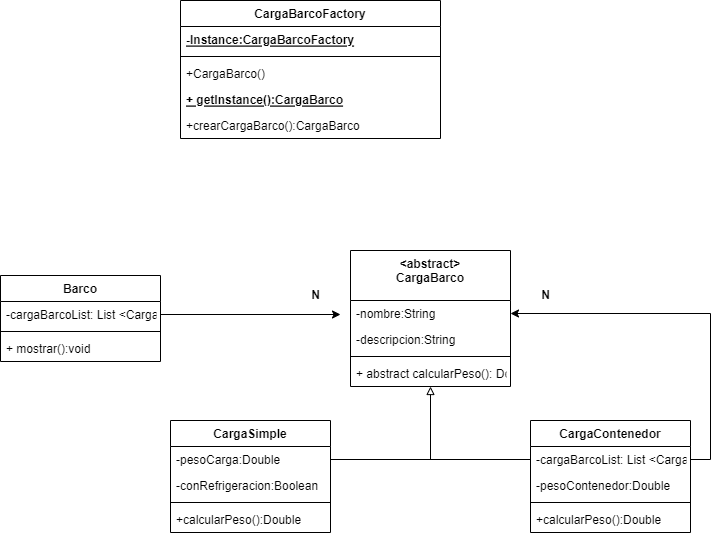 CargaBarcoFactory
-Instance:CargaBarcoFactory
+CargaBarco()
+ getInstance():CargaBarco
+crearCargaBarco():CargaBarco
<abstract>
CargaBarco
-nombre:String
-descripcion:String
+ abstract calcularPeso(): Do
Barco
-cargaBarcoList: List <Carga
+ mostrar():void
N
N
CargaSimple
-pesoCarga:Double
-conRefrigeracion:Boolean
+calcularPeso():Double
CargaContenedor
-cargaBarcoList: List <Carga
-pesoContenedor:Double
+calcularPeso():Double